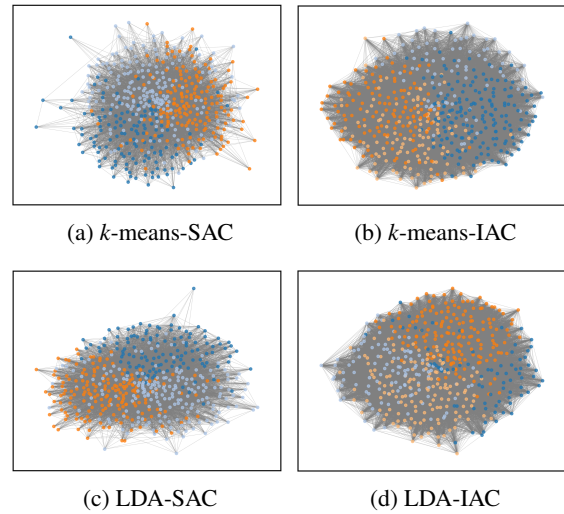 (a) k-means-SAC
(b) k-means-IAC
(c) LDA-SAC
(d) LDA-IAC